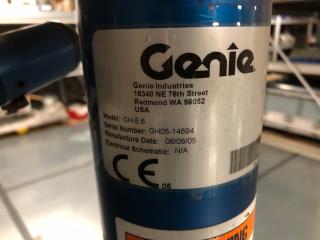 Genie
Genie Industries
18340 NE 76th Street
Redmond WA 98052
USA
Model: GH-5.6
Serial Number: GH05-14694
Manufacture Date: 06/08/05
Electrical Schematic: N/A
CE 05